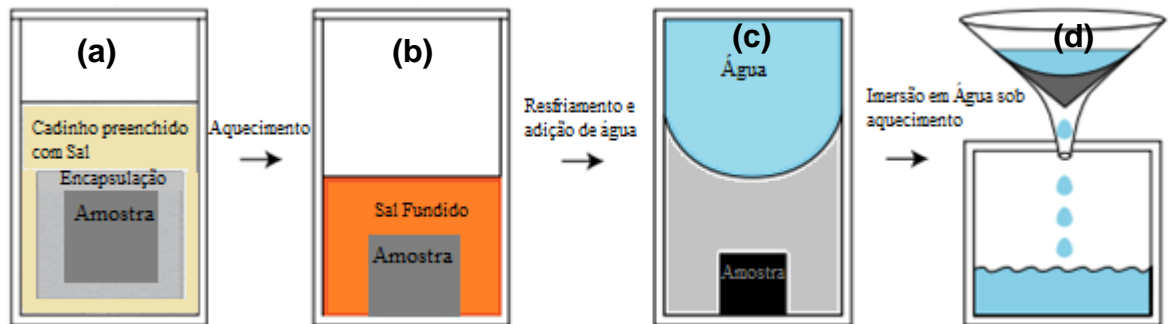 (a)
Cadinho preenchido
com Sal
Encapsulação
Amostra
Aquecimento
(b)
Sal Fundido
Amostra
Resfriamento e
adição de água
(c)
Água
Amostra
Imersão em Água sob
aquecimento
(d)